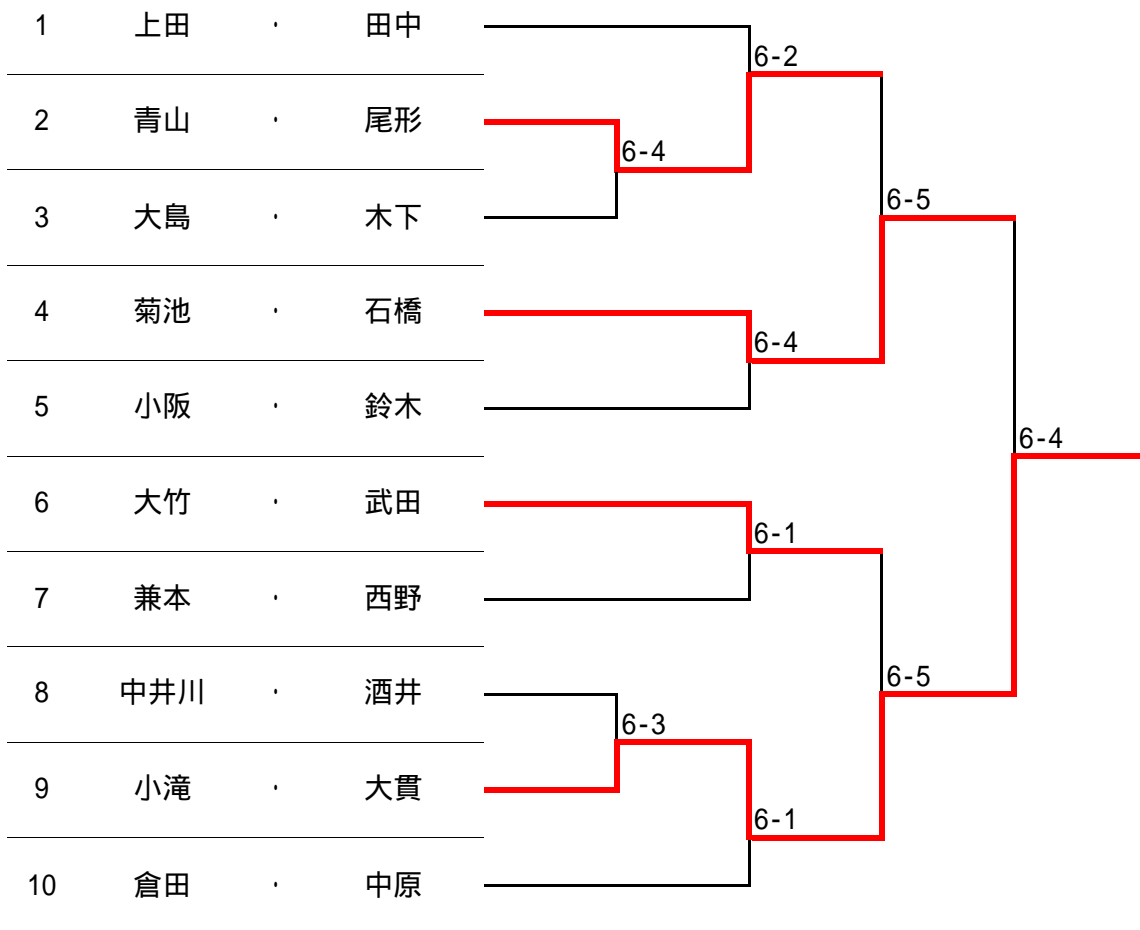 1 上田 ・ 田中
6-2
2 青山 ・ 尾形
6-4
3 大島 ・ 木下
6-5
4 菊池 ・ 石橋
6-4
5 小阪 ・ 鈴木
6-4
6 大竹 ・ 武田
6-1
7 兼本 ・ 西野
6-5
8 中井川 ・ 酒井
6-3
9 小滝 ・ 大貫
6-1
10 倉田 ・ 中原